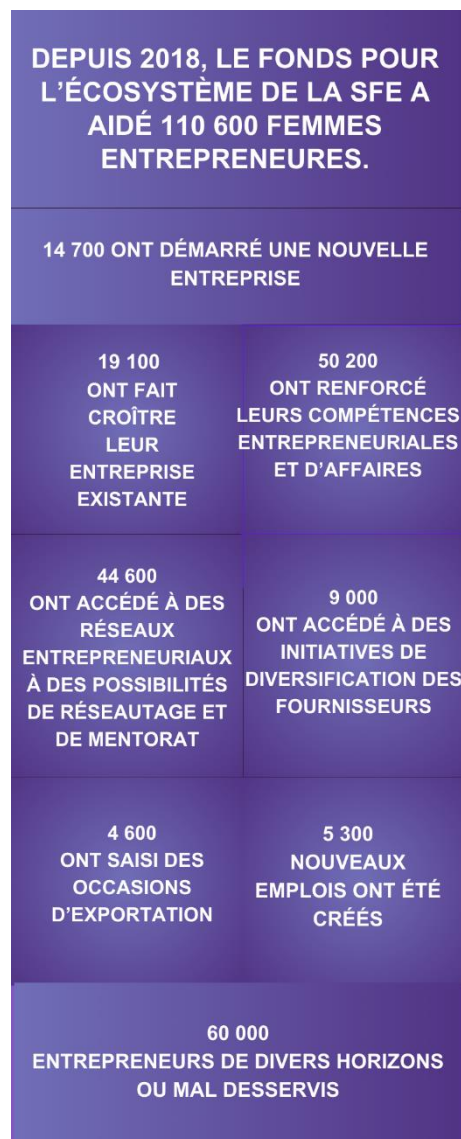 DEPUIS 2018, LE FONDS POUR
L'ÉCOSYSTÈME DE LA SFE A
AIDÉ 110 600 FEMMES
ENTREPRENEURES.
14 700 ONT DÉMARRÉ UNE NOUVELLE
ENTREPRISE
19 100
ONT FAIT
CROÎTRE
LEUR
ENTREPRISE
EXISTANTE
50 200
ONT RENFORCÉ
LEURS COMPÉTENCES
ENTREPRENEURIALES
ET D'AFFAIRES
44 600
ONT ACCÉDÉ À DES
RÉSEAUX
ENTREPRENEURIAUX
À DES POSSIBILITÉS
DE RÉSEAUTAGE ET
DE MENTORAT
9 000
ONT ACCÉDÉ À DES
INITIATIVES DE
DIVERSIFICATION DES
FOURNISSEURS
4 600
ONT SAISI DES
OCCASIONS
D'EXPORTATION
5 300
NOUVEAUX
EMPLOIS ONT ÉTÉ
CRÉÉS
60 000
ENTREPRENEURS DE DIVERS HORIZONS
OU MAL DESSERVIS